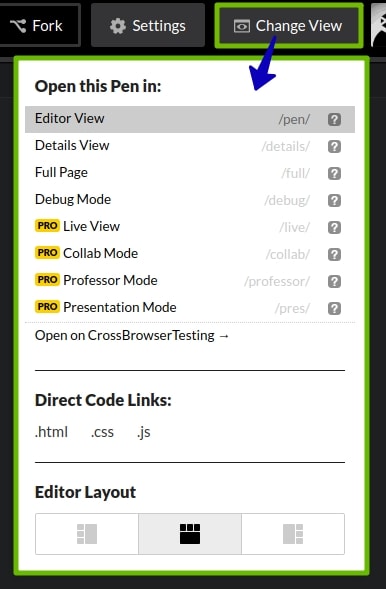 Fork Settings Change View
Open this Pen in:
Editor View /pen/ ?
Details View /details/ ?
Full Page /full/ ?
Debug Mode /debug/ ?
PRO Live View /live/ ?
PRO Collab Mode /collab/ ?
PRO Professor Mode /professor/ ?
PRO Presentation Mode /pres/ ?
Open on CrossBrowserTesting →
Direct Code Links:
.html .css .js
Editor Layout